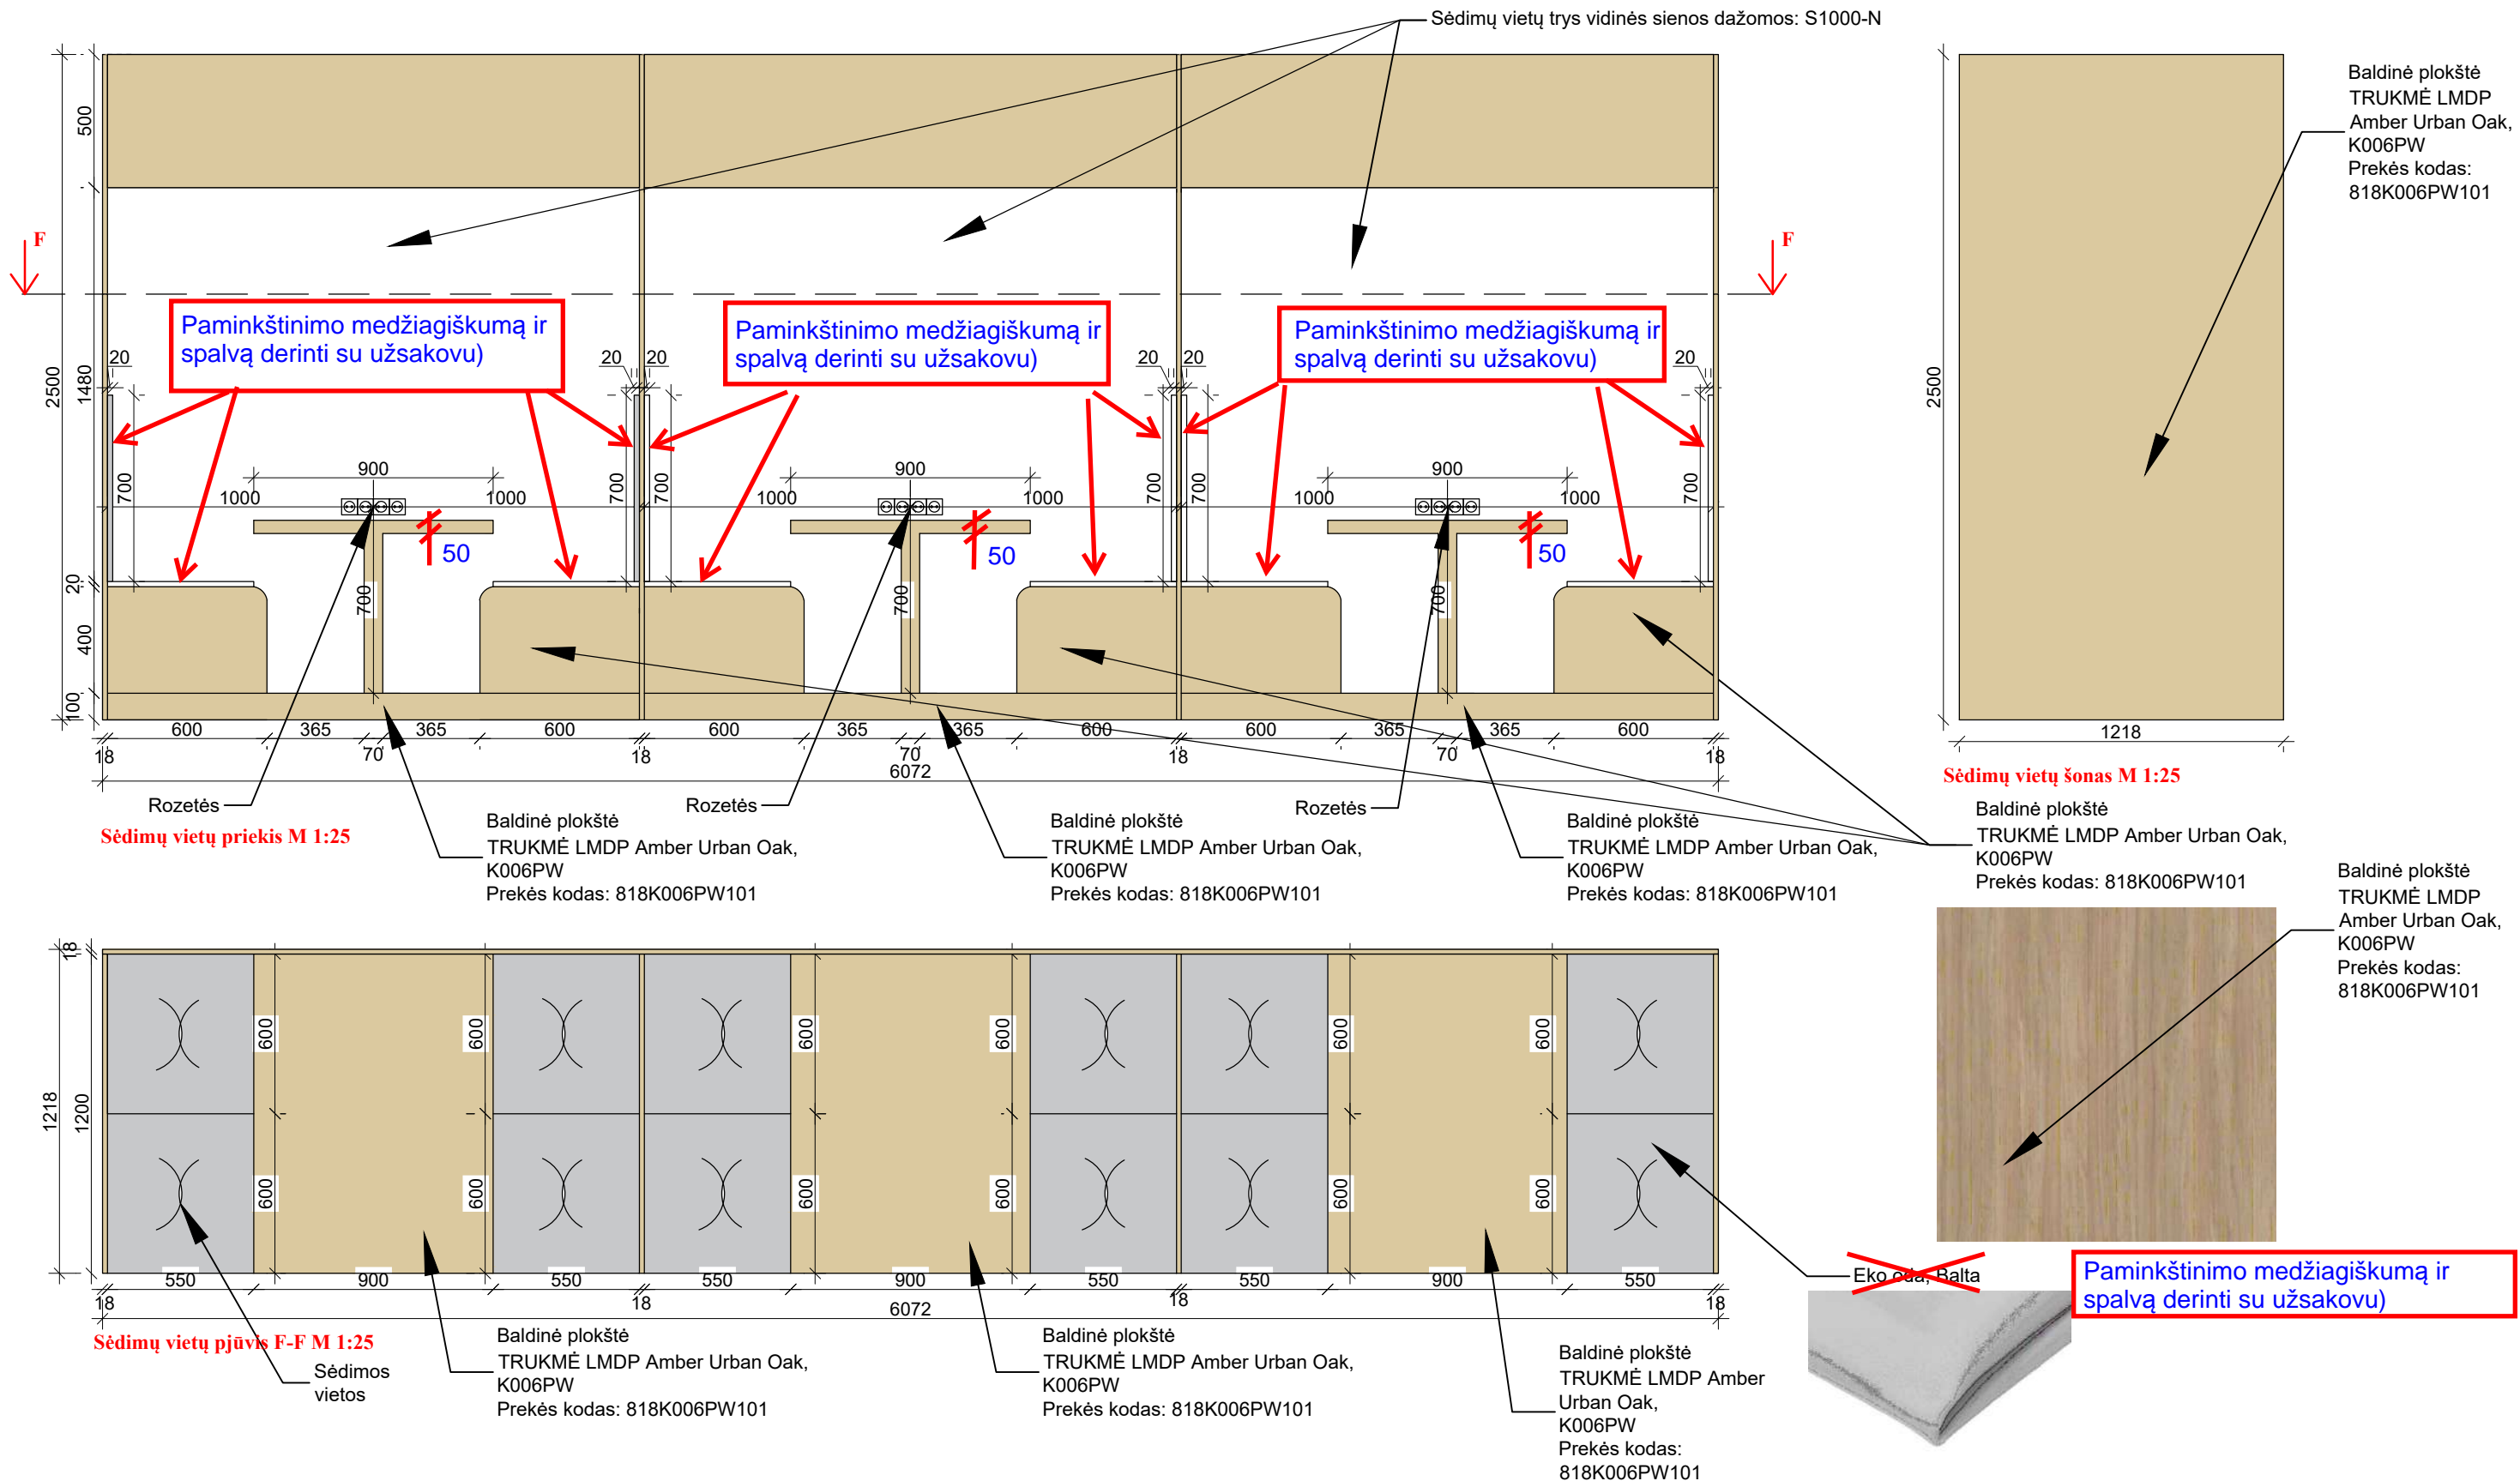 Sėdimų vietų trys vidinės sienos dažomos: S1000-N
Baldinė plokštė
TRUKMĖ LMDP
Amber Urban Oak,
K006PW
Prekės kodas:
818K006PW101
F
F
Paminkštinimo medžiagiškumą ir
spalvą derinti su užsakovu)
Paminkštinimo medžiagiškumą ir
spalvą derinti su užsakovu)
Paminkštinimo medžiagiškumą ir
spalvą derinti su užsakovu)
2500
500
1480
20
400
100
20
20
20
20
20
20
700
700
700
700
700
700
900
900
900
1000
1000
1000
1000
1000
1000
50
50
50
700
700
700
2500
600
365
365
600
600
365
365
600
600
365
365
600
18
70
18
70
18
70
18
6072
1218
Sėdimų vietų šonas M 1:25
Rozetės
Rozetės
Rozetės
Sėdimų vietų priekis M 1:25
Baldinė plokštė
TRUKMĖ LMDP Amber Urban Oak,
K006PW
Prekės kodas: 818K006PW101
Baldinė plokštė
TRUKMĖ LMDP Amber Urban Oak,
K006PW
Prekės kodas: 818K006PW101
Baldinė plokštė
TRUKMĖ LMDP Amber Urban Oak,
K006PW
Prekės kodas: 818K006PW101
Baldinė plokštė
TRUKMĖ LMDP Amber Urban Oak,
K006PW
Prekės kodas: 818K006PW101
Baldinė plokštė
TRUKMĖ LMDP
Amber Urban Oak,
K006PW
Prekės kodas:
818K006PW101
18
1218
1200
600
600
600
600
600
600
600
600
600
600
600
600
550
900
550
550
900
550
550
900
550
18
18
18
18
6072
Eko oda, Balta
Paminkštinimo medžiagiškumą ir
spalvą derinti su užsakovu)
Sėdimų vietų pjūvis F-F M 1:25
Sėdimos
vietos
Baldinė plokštė
TRUKMĖ LMDP Amber Urban Oak,
K006PW
Prekės kodas: 818K006PW101
Baldinė plokštė
TRUKMĖ LMDP Amber Urban Oak,
K006PW
Prekės kodas: 818K006PW101
Baldinė plokštė
TRUKMĖ LMDP Amber
Urban Oak,
K006PW
Prekės kodas:
818K006PW101